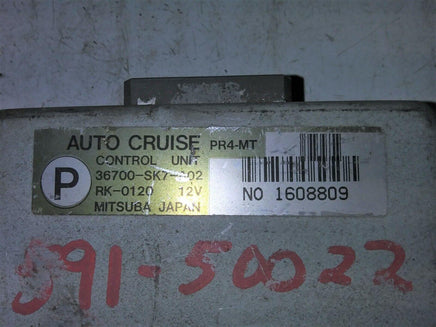 AUTO CRUISE PR4-MT
CONTROL UNIT
36700-SK7-
P
RK-0120 12V
NO 1608809
MITSUBA JAPAN
591-50022